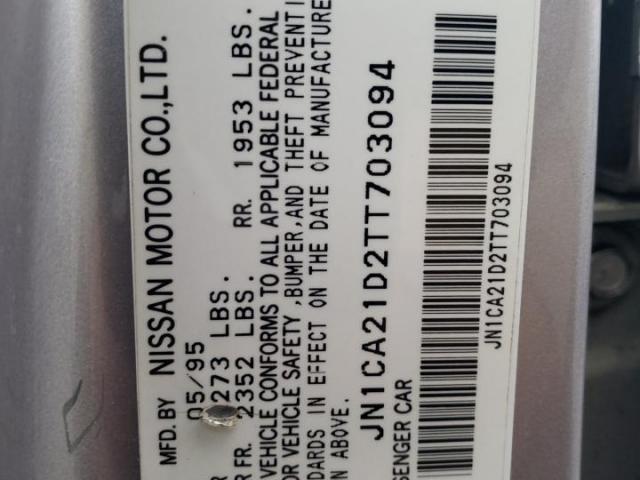 MFD.BY NISSAN MOTOR CO.,LTD.
05/95
273 LBS.
FR. 2352 LBS. RR. 1953 LBS.
VEHICLE CONFORMS TO ALL APPLICABLE FEDERAL
OR VEHICLE SAFETY ,BUMPER,AND THEFT PREVENTI
DARDS IN EFFECT ON THE DATE OF MANUFACTURE
N ABOVE.
JN1CA21D2TT703094
SENGER CAR
JN1CA21D2TT703094